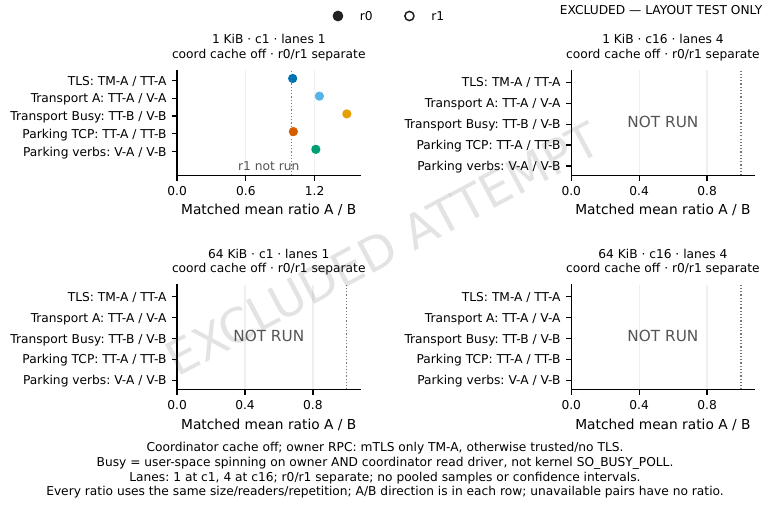 r0 r1
EXCLUDED — LAYOUT TEST ONLY
1 KiB · c1 · lanes 1
coord cache off · r0/r1 separate
TLS: TM-A / TT-A
Transport A: TT-A / V-A
Transport Busy: TT-B / V-B
Parking TCP: TT-A / TT-B
Parking verbs: V-A / V-B
r1 not run
0.0 0.6 1.2
Matched mean ratio A / B
1 KiB · c16 · lanes 4
coord cache off · r0/r1 separate
TLS: TM-A / TT-A
Transport A: TT-A / V-A
Transport Busy: TT-B / V-B
Parking TCP: TT-A / TT-B
Parking verbs: V-A / V-B
NOT RUN
0.0 0.4 0.8
Matched mean ratio A / B
EXCLUDED ATTEMPT
64 KiB · c1 · lanes 1
coord cache off · r0/r1 separate
TLS: TM-A / TT-A
Transport A: TT-A / V-A
Transport Busy: TT-B / V-B
Parking TCP: TT-A / TT-B
Parking verbs: V-A / V-B
NOT RUN
0.0 0.4 0.8
Matched mean ratio A / B
64 KiB · c16 · lanes 4
coord cache off · r0/r1 separate
TLS: TM-A / TT-A
Transport A: TT-A / V-A
Transport Busy: TT-B / V-B
Parking TCP: TT-A / TT-B
Parking verbs: V-A / V-B
NOT RUN
0.0 0.4 0.8
Matched mean ratio A / B
Coordinator cache off; owner RPC: mTLS only TM-A, otherwise trusted/no TLS.
Busy = user-space spinning on owner AND coordinator read driver, not kernel SO_BUSY_POLL.
Lanes: 1 at c1, 4 at c16; r0/r1 separate; no pooled samples or confidence intervals.
Every ratio uses the same size/readers/repetition; A/B direction is in each row; unavailable pairs have no ratio.